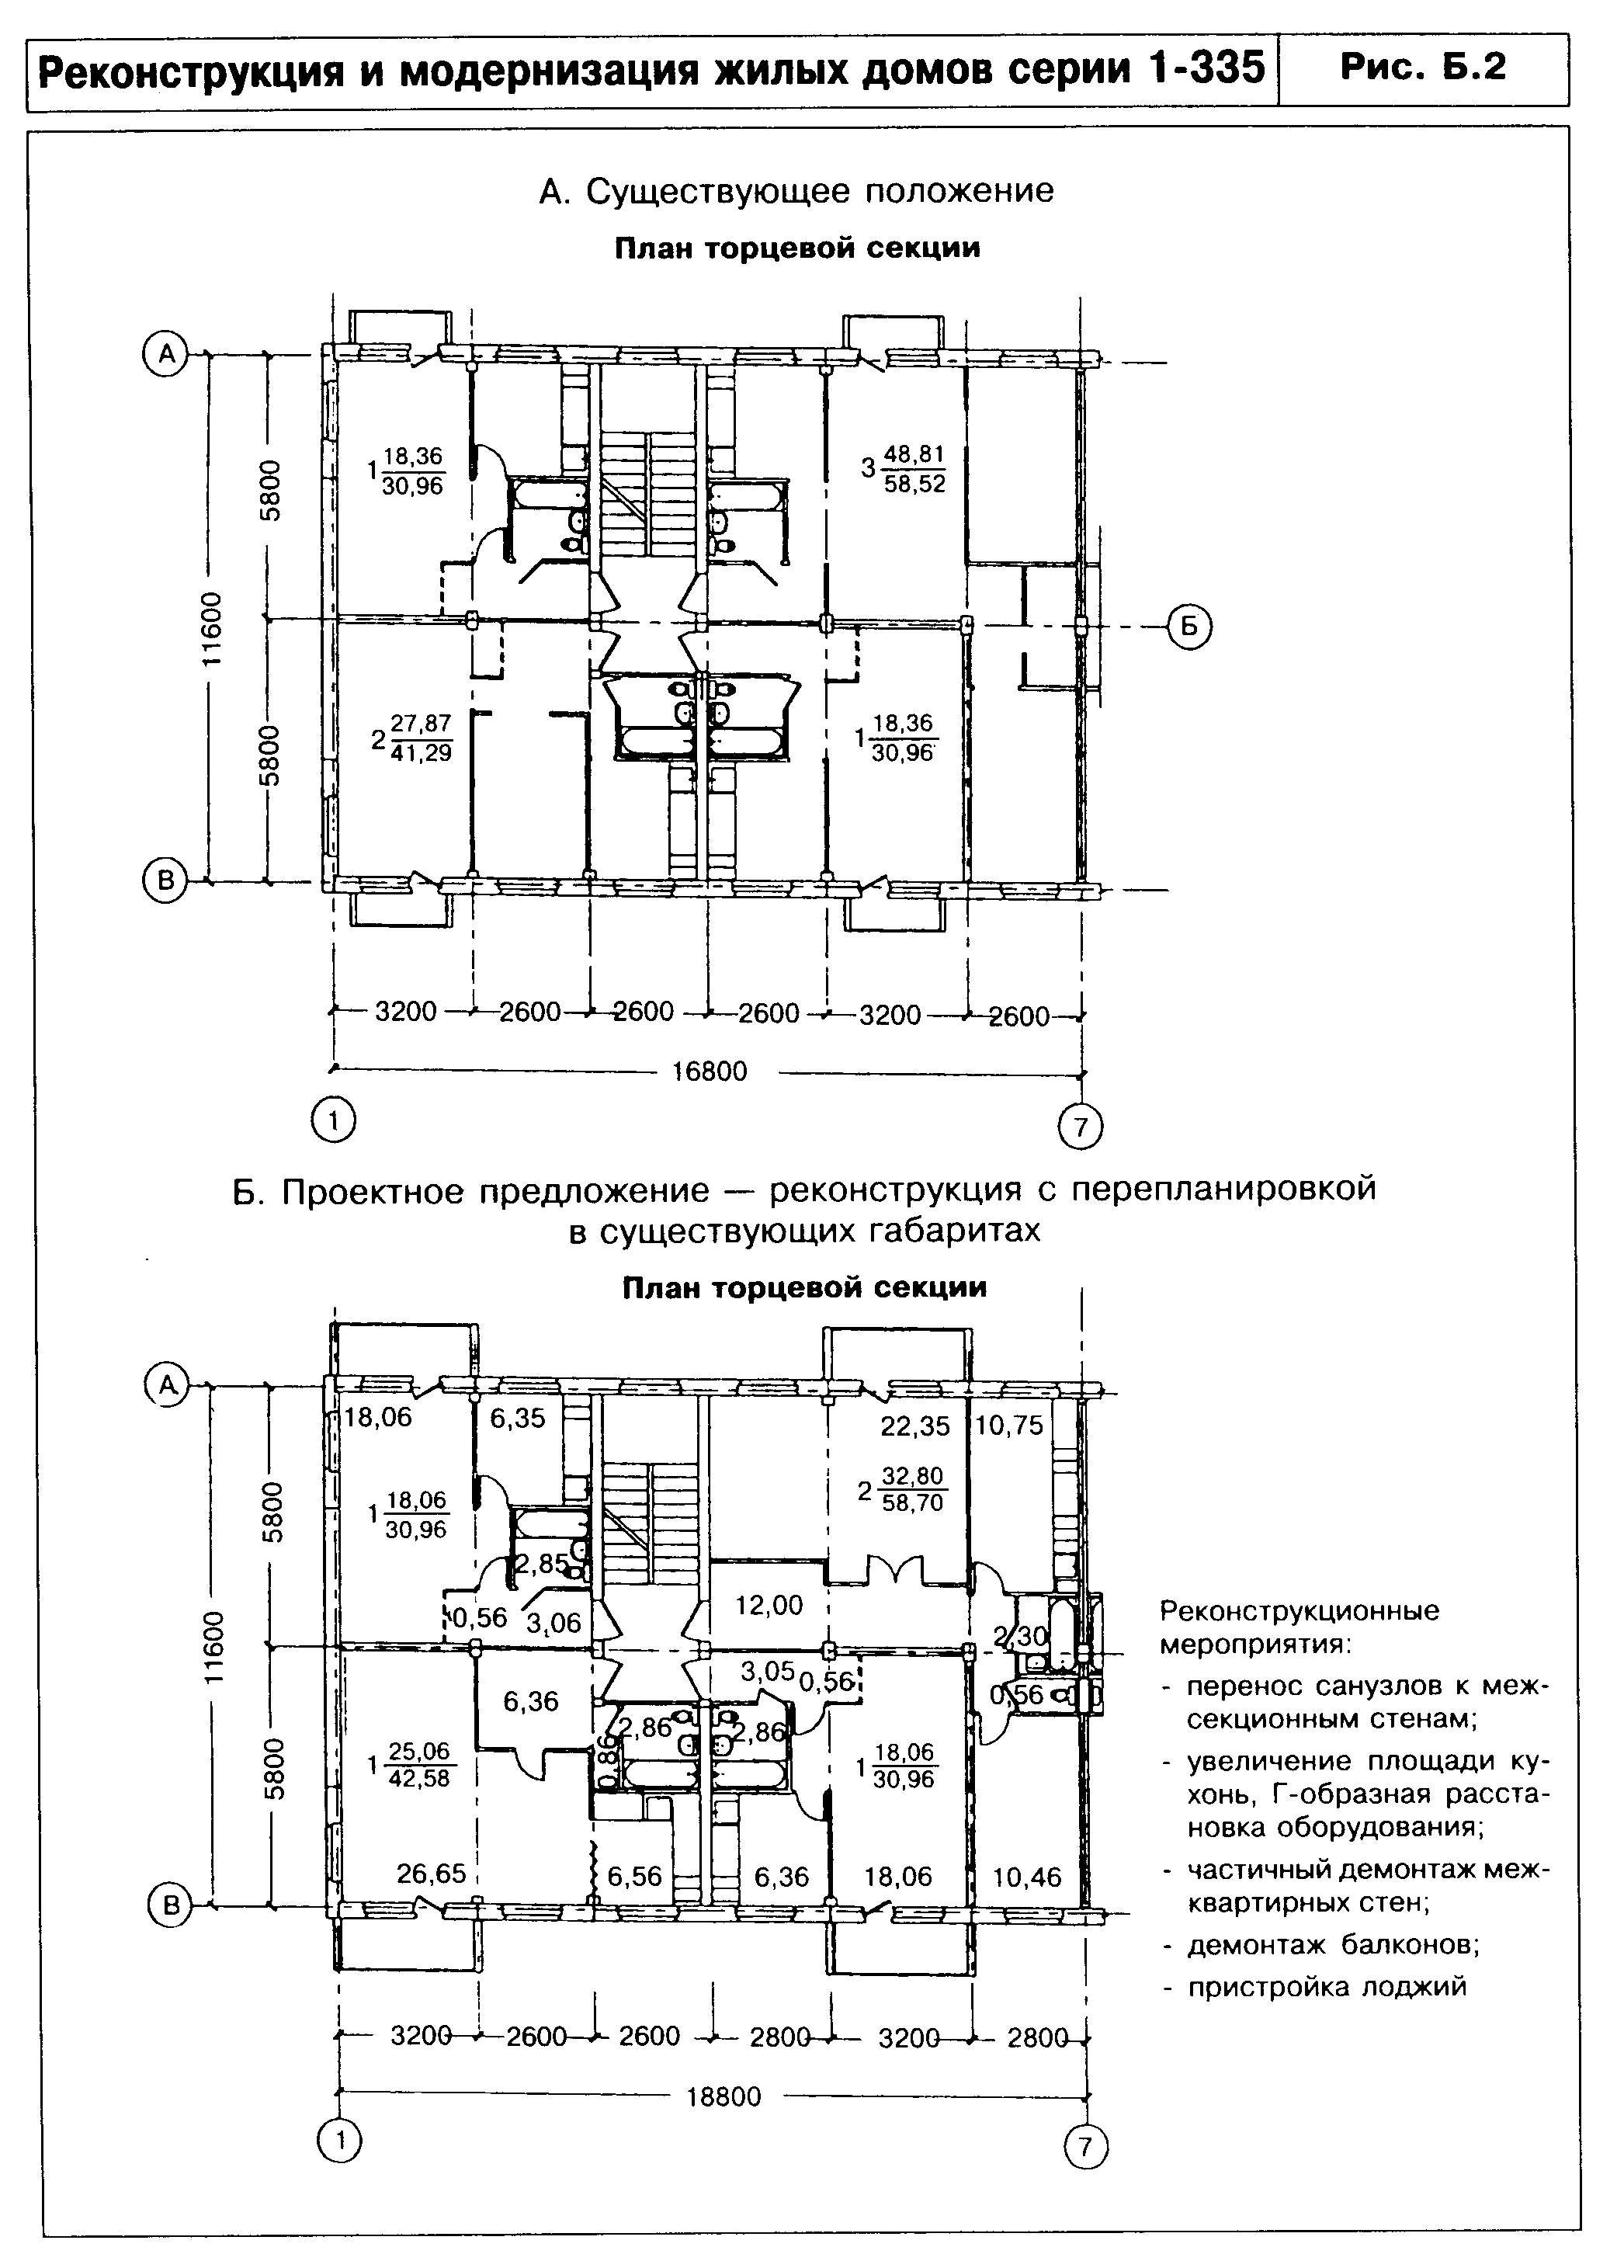 Реконструкция и модернизация жилых домов серии 1-335
Рис. Б.2
А. Существующее положение
План торцевой секции
А
Б
В
5800
5800
11600
1 18,36
30,96
3 48,81
58,52
2 27,87
41,29
1 18,36
30,96
3200 2600 2600 2600 3200 2600
16800
1
7
Б. Проектное предложение — реконструкция с перепланировкой
в существующих габаритах
План торцевой секции
А
В
5800
5800
11600
18,06
6,35
22,35
10,75
1 18,06
30,96
2 32,80
58,70
2,85
0,56
3,06
12,00
2,30
0,56
3,05
0,56
6,36
2,86
2,86
0,86
1 25,06
42,58
1 18,06
30,96
26,65
6,56
6,36
18,06
10,46
3200 2600 2600 2800 3200 2800
18800
1
7
Реконструкционные
мероприятия:
- перенос санузлов к меж-
секционным стенам;
- увеличение площади ку-
хонь, Г-образная расста-
новка оборудования;
- частичный демонтаж меж-
квартирных стен;
- демонтаж балконов;
- пристройка лоджий